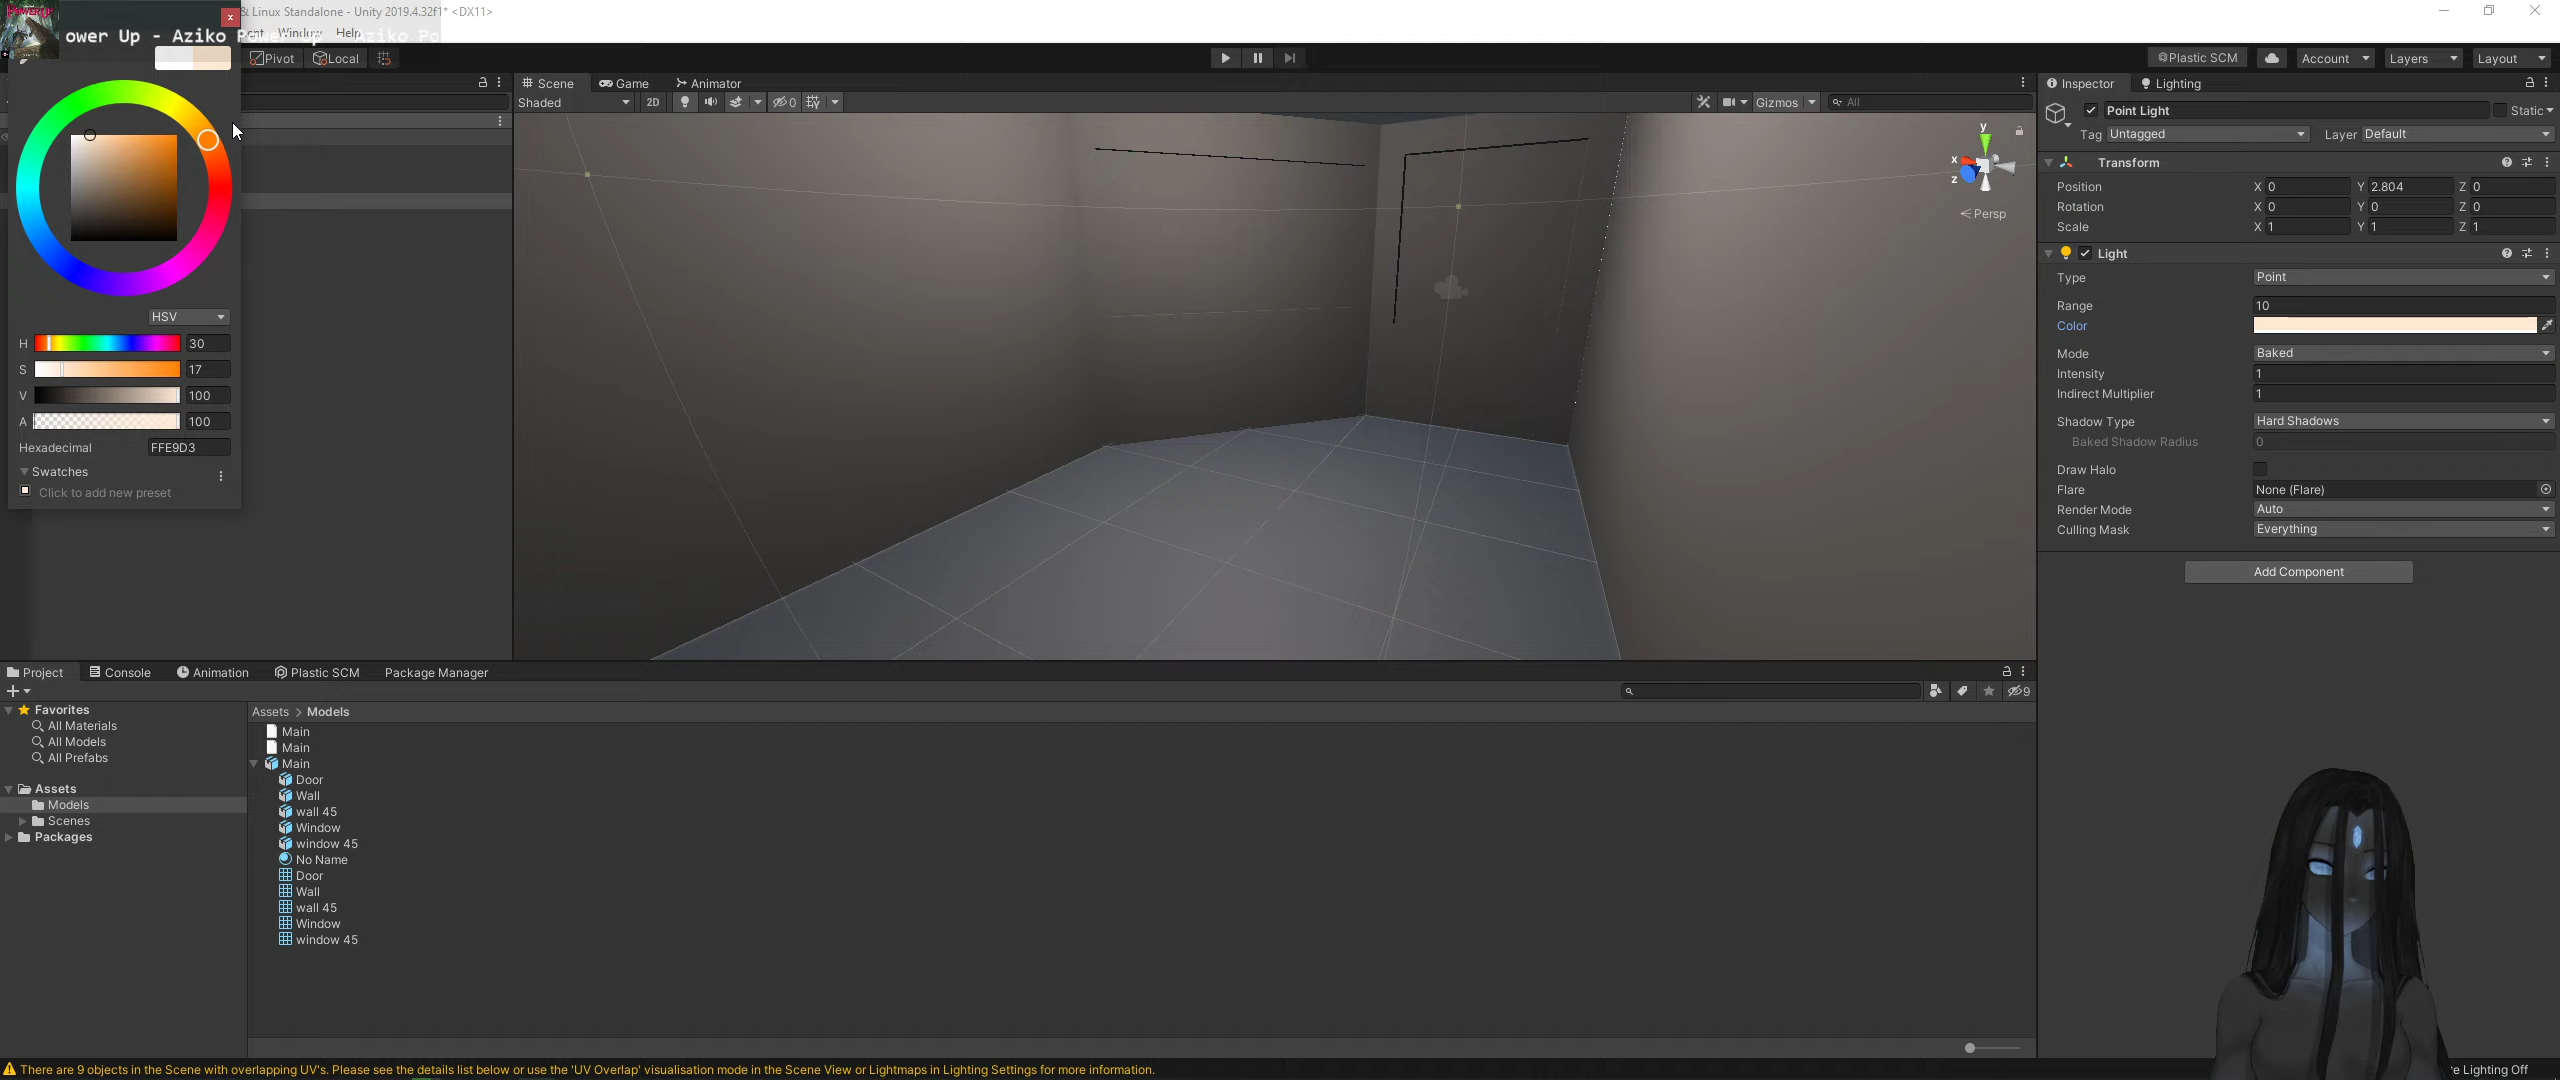 & Linux Standalone - Unity 2019.4.32f1* <DX11>
ower Up - Aziko
Window Help
Pivot Local
Plastic SCM Account Layers Layout
Scene Game Animator
Shaded 2D 0 Gizmos All
Persp
y
x
z
HSV
H 30
S 17
V 100
A 100
Hexadecimal FFE9D3
Swatches
Click to add new preset
Inspector Lighting
Point Light Static
Tag Untagged Layer Default
Transform
Position X 0 Y 2.804 Z 0
Rotation X 0 Y 0 Z 0
Scale X 1 Y 1 Z 1
Light
Type Point
Range 10
Color
Mode Baked
Intensity 1
Indirect Multiplier 1
Shadow Type Hard Shadows
Baked Shadow Radius 0
Draw Halo
Flare None (Flare)
Render Mode Auto
Culling Mask Everything
Add Component
Project Console Animation Plastic SCM Package Manager
9
Favorites
All Materials
All Models
All Prefabs
Assets
Models
Scenes
Packages
Assets > Models
Main
Main
Main
Door
Wall
wall 45
Window
window 45
No Name
Door
Wall
wall 45
Window
window 45
There are 9 objects in the Scene with overlapping UV's. Please see the details list below or use the 'UV Overlap' visualisation mode in the Scene View or Lightmaps in Lighting Settings for more information.
e Lighting Off